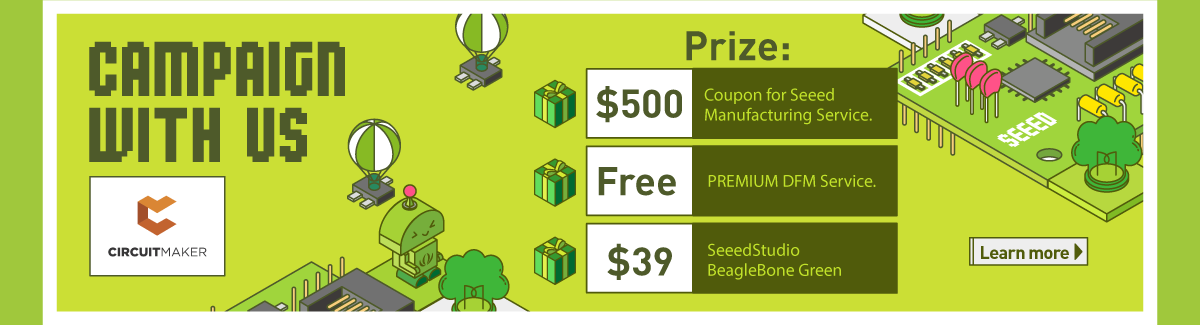 CAMPAIGN
WITH US
CIRCUITMAKER
Prize:
$500
Coupon for Seeed
Manufacturing Service.
Free
PREMIUM DFM Service.
$39
SeeedStudio
BeagleBone Green
SEEED
Learn more